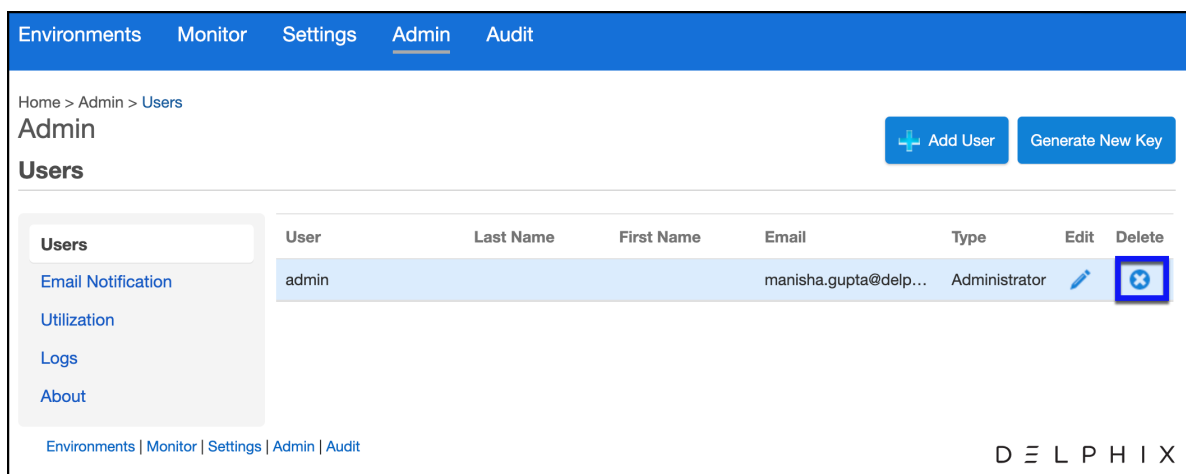 Environments Monitor Settings Admin Audit
Home > Admin > Users
Admin
Add User Generate New Key
Users
Users
Email Notification
Utilization
Logs
About
User Last Name First Name Email Type Edit Delete
admin manisha.gupta@delp... Administrator
Environments | Monitor | Settings | Admin | Audit
DELPHIX